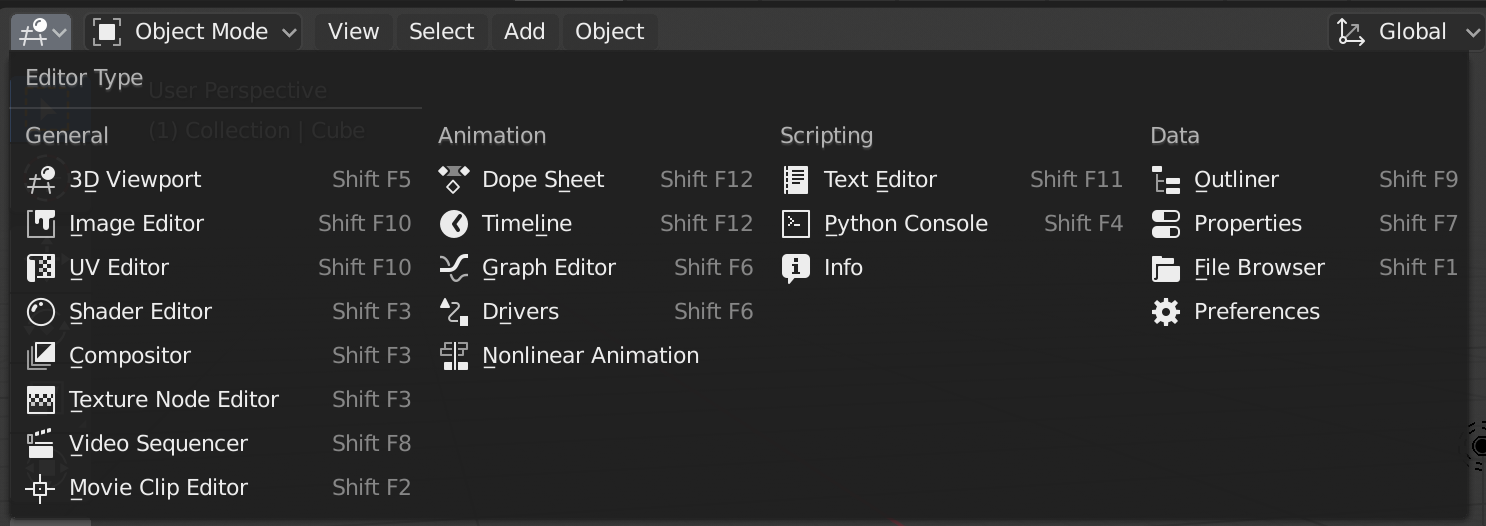 Object Mode View Select Add Object Global
Editor Type
User Perspective
(1) Collection | Cube
General
3D Viewport Shift F5
Image Editor Shift F10
UV Editor Shift F10
Shader Editor Shift F3
Compositor Shift F3
Texture Node Editor Shift F3
Video Sequencer Shift F8
Movie Clip Editor Shift F2
Animation
Dope Sheet Shift F12
Timeline Shift F12
Graph Editor Shift F6
Drivers Shift F6
Nonlinear Animation
Scripting
Text Editor Shift F11
Python Console Shift F4
Info
Data
Outliner Shift F9
Properties Shift F7
File Browser Shift F1
Preferences